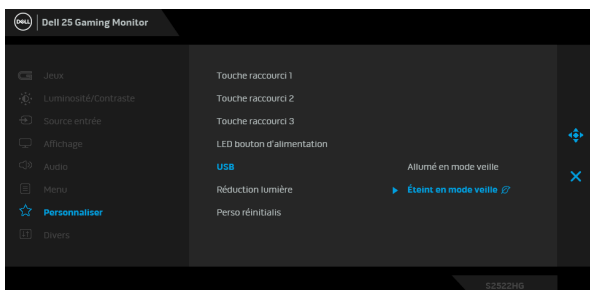 DELL Dell 25 Gaming Monitor
Jeux
Touche raccourci 1
Luminosité/Contraste
Touche raccourci 2
Source entrée
Touche raccourci 3
Affichage
LED bouton d'alimentation
Audio
USB
Allumé en mode veille
Menu
Réduction lumière
Éteint en mode veille
Personnaliser
Perso réinitialis
Divers
S2522HG